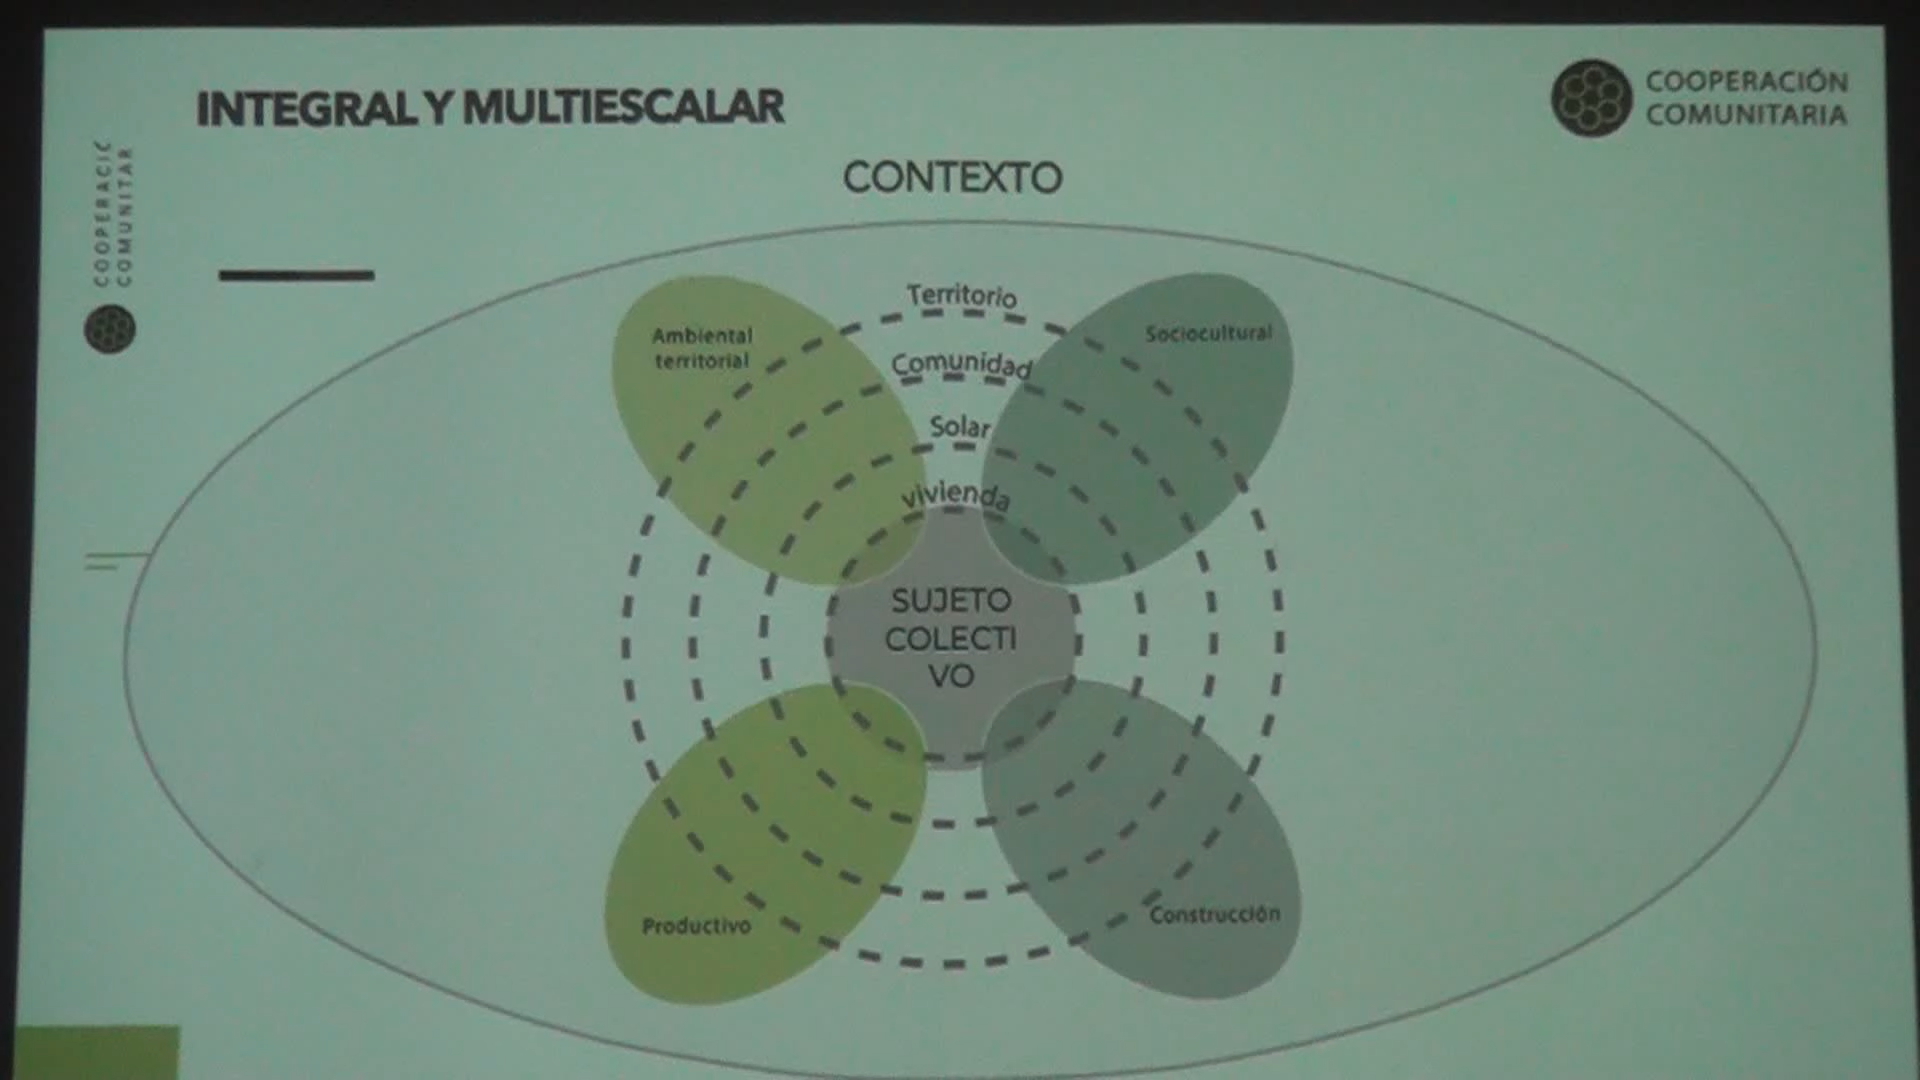 INTEGRAL Y MULTIESCALAR
COOPERACIÓN
COMUNITARIA
COOPERACIÓ
COMUNITAR
CONTEXTO
Territorio
Ambiental
territorial
Sociocultural
Comunidad
Solar
vivienda
SUJETO
COLECTI
VO
Productivo
Construcción